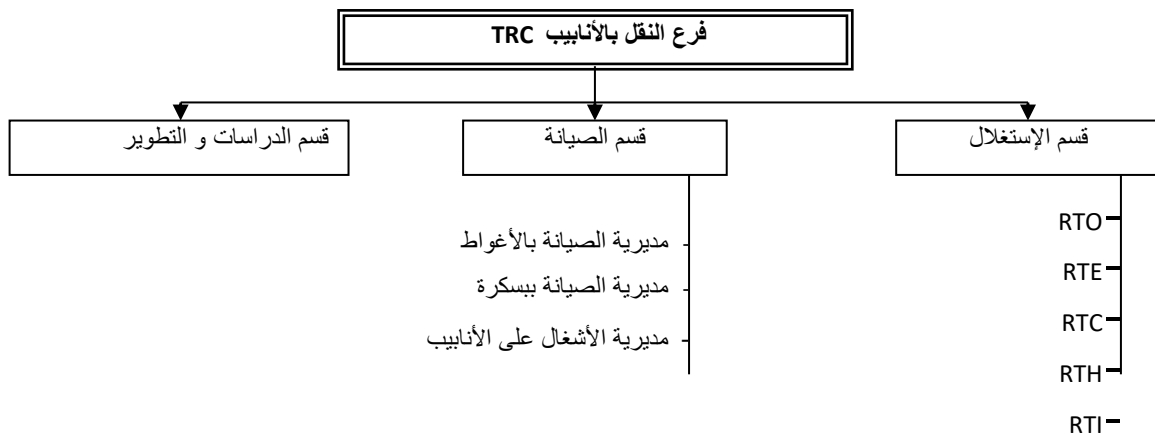 فرع النقل بالأنابيب TRC
قسم الإستغلال
قسم الصيانة
قسم الدراسات و التطوير
RTO
RTE
RTC
RTH
RTI
مديرية الصيانة بالأغواط
مديرية الصيانة ببسكرة
مديرية الأشغال على الأنابيب